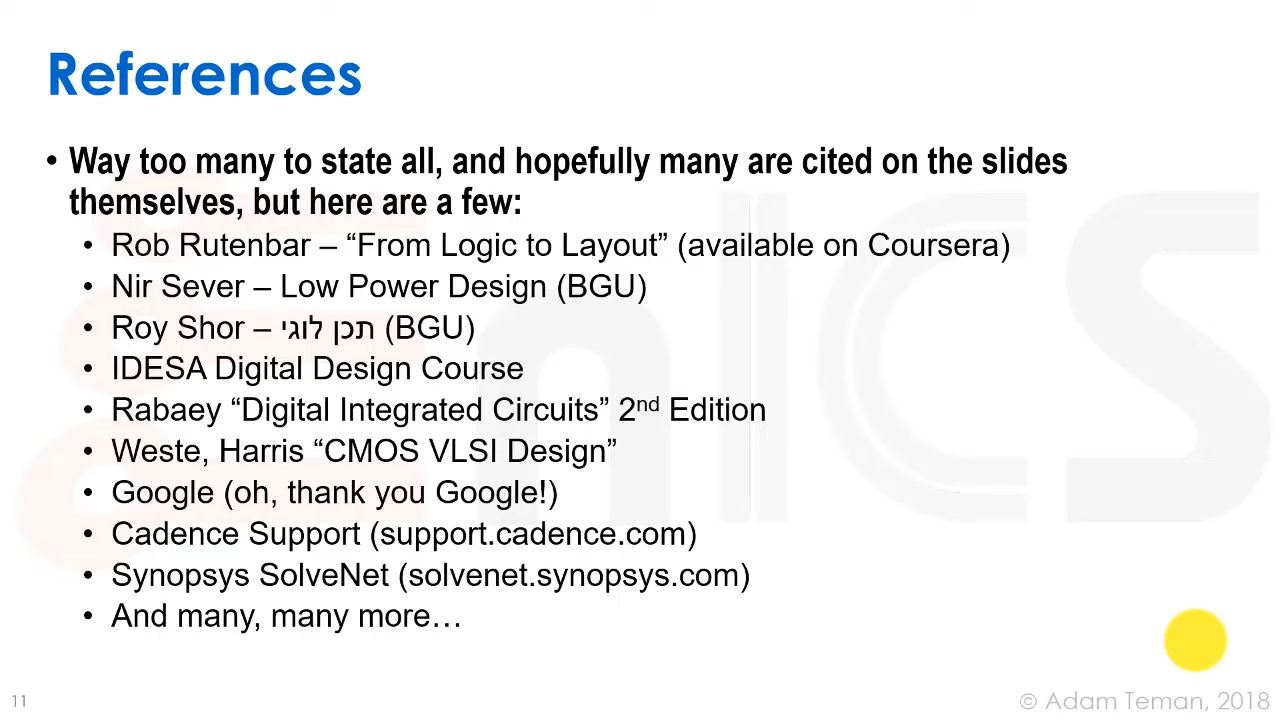 References
• Way too many to state all, and hopefully many are cited on the slides
themselves, but here are a few:
• Rob Rutenbar – “From Logic to Layout” (available on Coursera)
• Nir Sever – Low Power Design (BGU)
• Roy Shor – תכן לוגי (BGU)
• IDESA Digital Design Course
• Rabaey “Digital Integrated Circuits” 2nd Edition
• Weste, Harris “CMOS VLSI Design”
• Google (oh, thank you Google!)
• Cadence Support (support.cadence.com)
• Synopsys SolveNet (solvenet.synopsys.com)
• And many, many more…
11
© Adam Teman, 2018